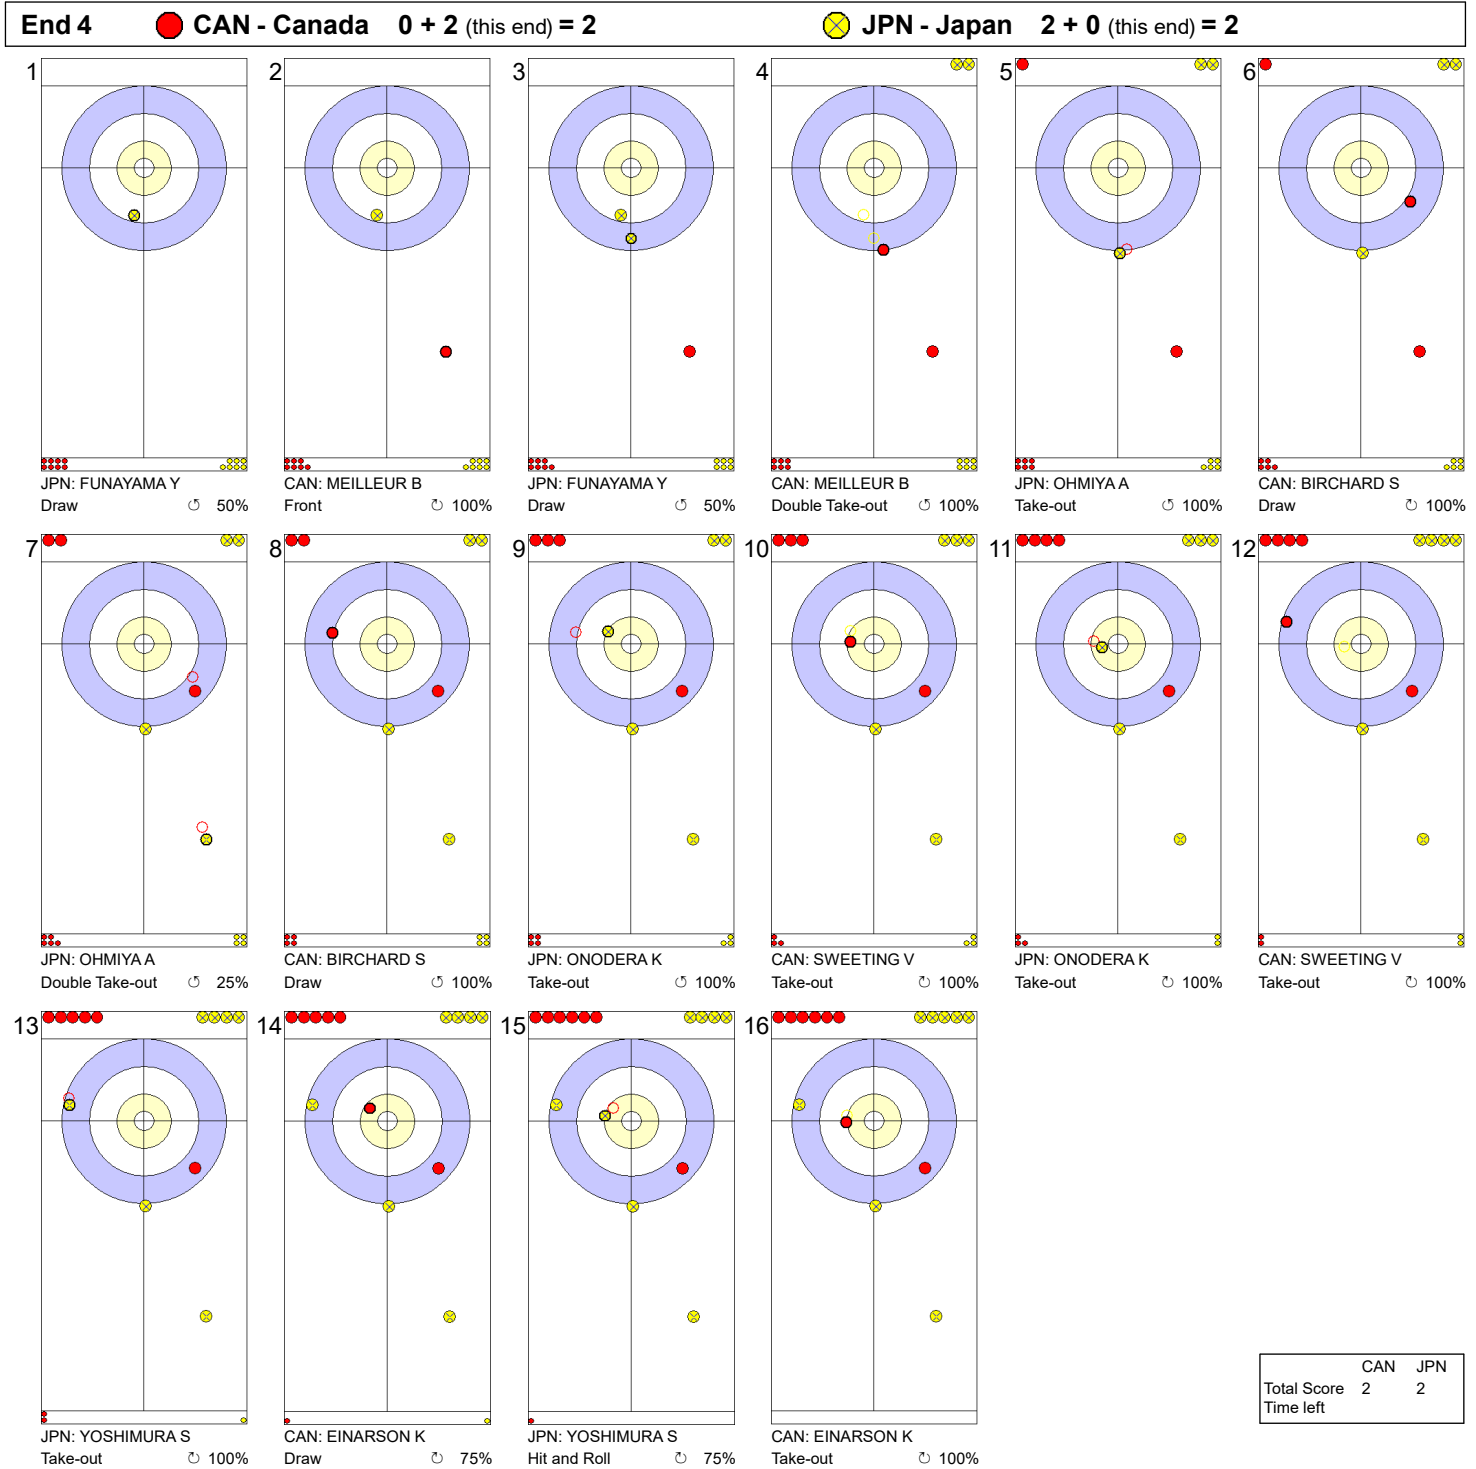 End 4 CAN - Canada 0 + 2 (this end) = 2 JPN - Japan 2 + 0 (this end) = 2
1 2 3 4 5 6
JPN: FUNAYAMA Y CAN: MEILLEUR B JPN: FUNAYAMA Y CAN: MEILLEUR B JPN: OHMIYA A CAN: BIRCHARD S
Draw ↺ 50% Front ↻ 100% Draw ↺ 50% Double Take-out ↺ 100% Take-out ↺ 100% Draw ↻ 100%
7 8 9 10 11 12
JPN: OHMIYA A CAN: BIRCHARD S JPN: ONODERA K CAN: SWEETING V JPN: ONODERA K CAN: SWEETING V
Double Take-out ↺ 25% Draw ↻ 100% Take-out ↺ 100% Take-out ↻ 100% Take-out ↺ 100% Take-out ↻ 100%
13 14 15 16
JPN: YOSHIMURA S CAN: EINARSON K JPN: YOSHIMURA S CAN: EINARSON K
Take-out ↻ 100% Draw ↻ 75% Hit and Roll ↻ 75% Take-out ↻ 100%
CAN JPN
Total Score 2 2
Time left